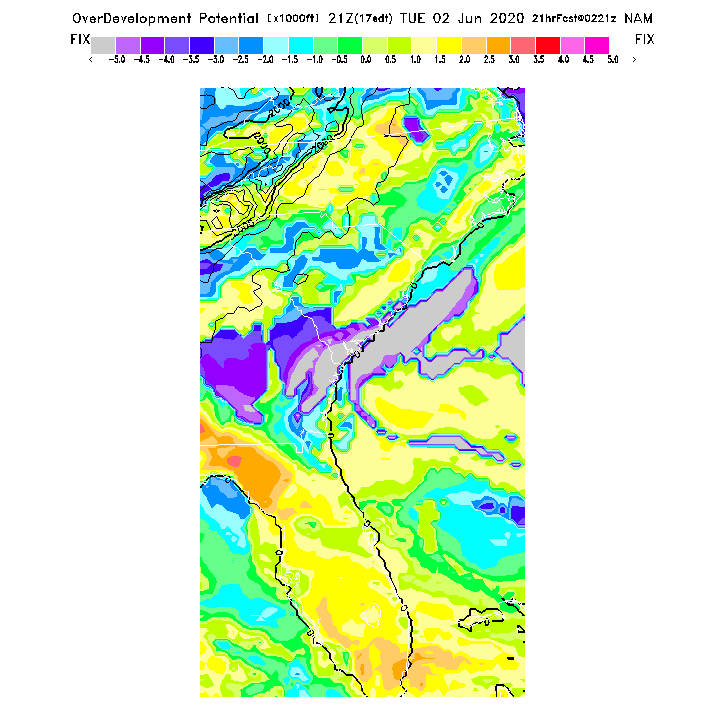 OverDevelopment Potential [x1000ft] 21Z(17edt) TUE 02 Jun 2020 21hrFcst@0221z NAM
FIX FIX
< -5.0 -4.5 -4.0 -3.5 -3.0 -2.5 -2.0 -1.5 -1.0 -0.5 0.0 0.5 1.0 1.5 2.0 2.5 3.0 3.5 4.0 4.5 5.0 >
2000
2000